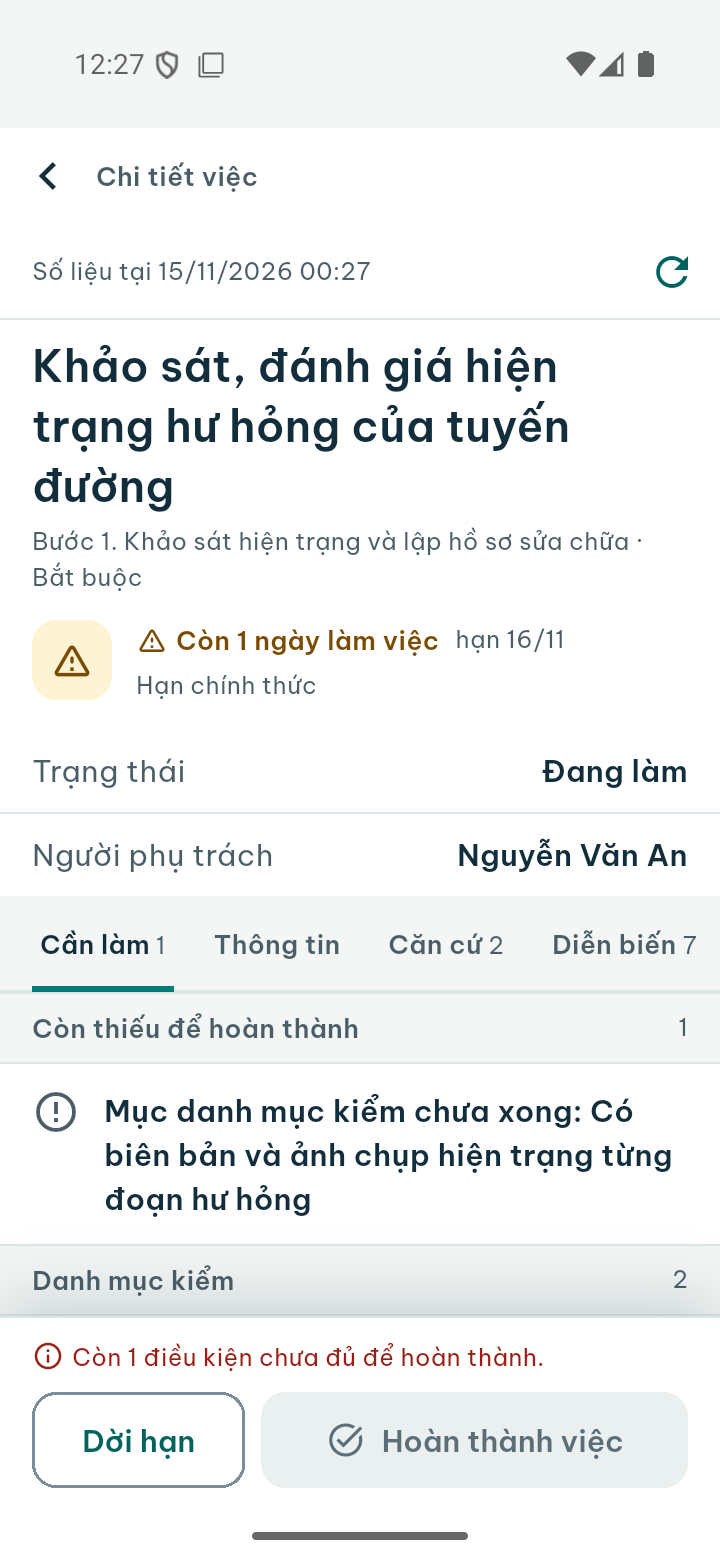 12:27
Chi tiết việc
Số liệu tại 15/11/2026 00:27
Khảo sát, đánh giá hiện
trạng hư hỏng của tuyến
đường
Bước 1. Khảo sát hiện trạng và lập hồ sơ sửa chữa ·
Bắt buộc
Còn 1 ngày làm việc hạn 16/11
Hạn chính thức
Trạng thái Đang làm
Người phụ trách Nguyễn Văn An
Cần làm 1 Thông tin Căn cứ 2 Diễn biến 7
Còn thiếu để hoàn thành 1
Mục danh mục kiểm chưa xong: Có
biên bản và ảnh chụp hiện trạng từng
đoạn hư hỏng
Danh mục kiểm 2
Còn 1 điều kiện chưa đủ để hoàn thành.
Dời hạn Hoàn thành việc